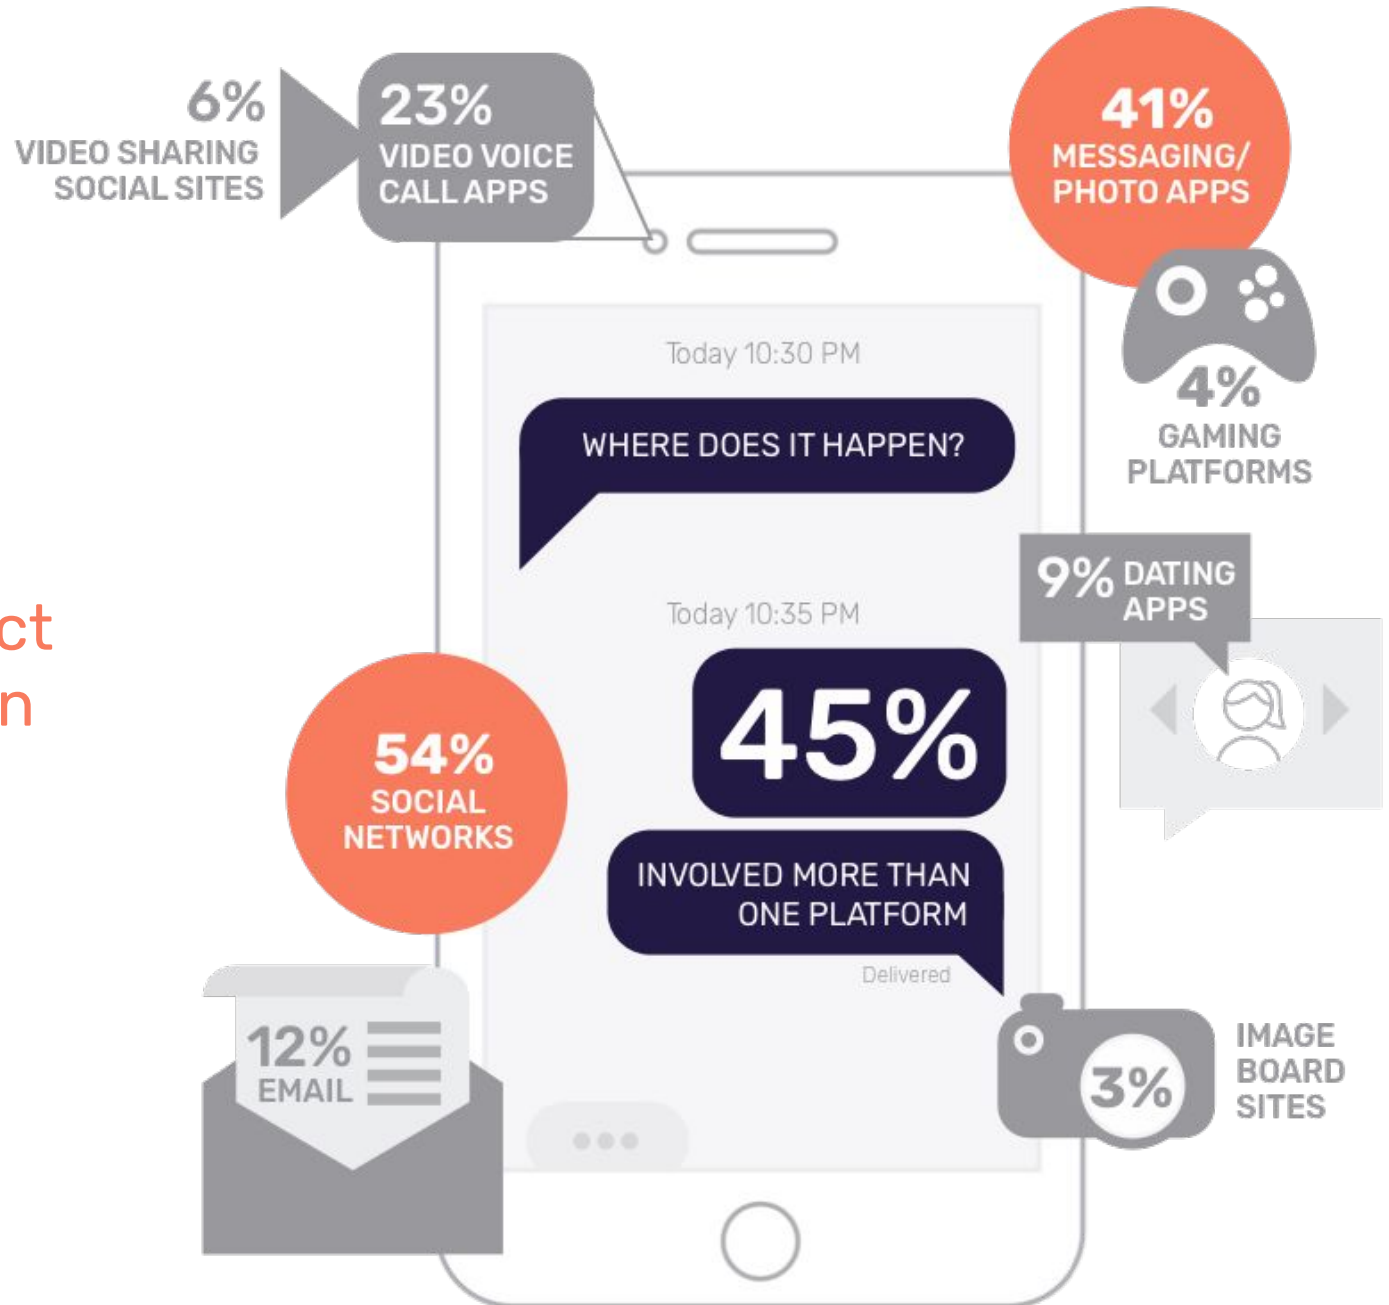 6%
VIDEO SHARING
SOCIAL SITES
23%
VIDEO VOICE
CALL APPS
41%
MESSAGING/
PHOTO APPS
4%
GAMING
PLATFORMS
Today 10:30 PM
WHERE DOES IT HAPPEN?
9% DATING
APPS
Today 10:35 PM
45%
INVOLVED MORE THAN
ONE PLATFORM
Delivered
ct
n
54%
SOCIAL
NETWORKS
12%
EMAIL
3%
IMAGE
BOARD
SITES